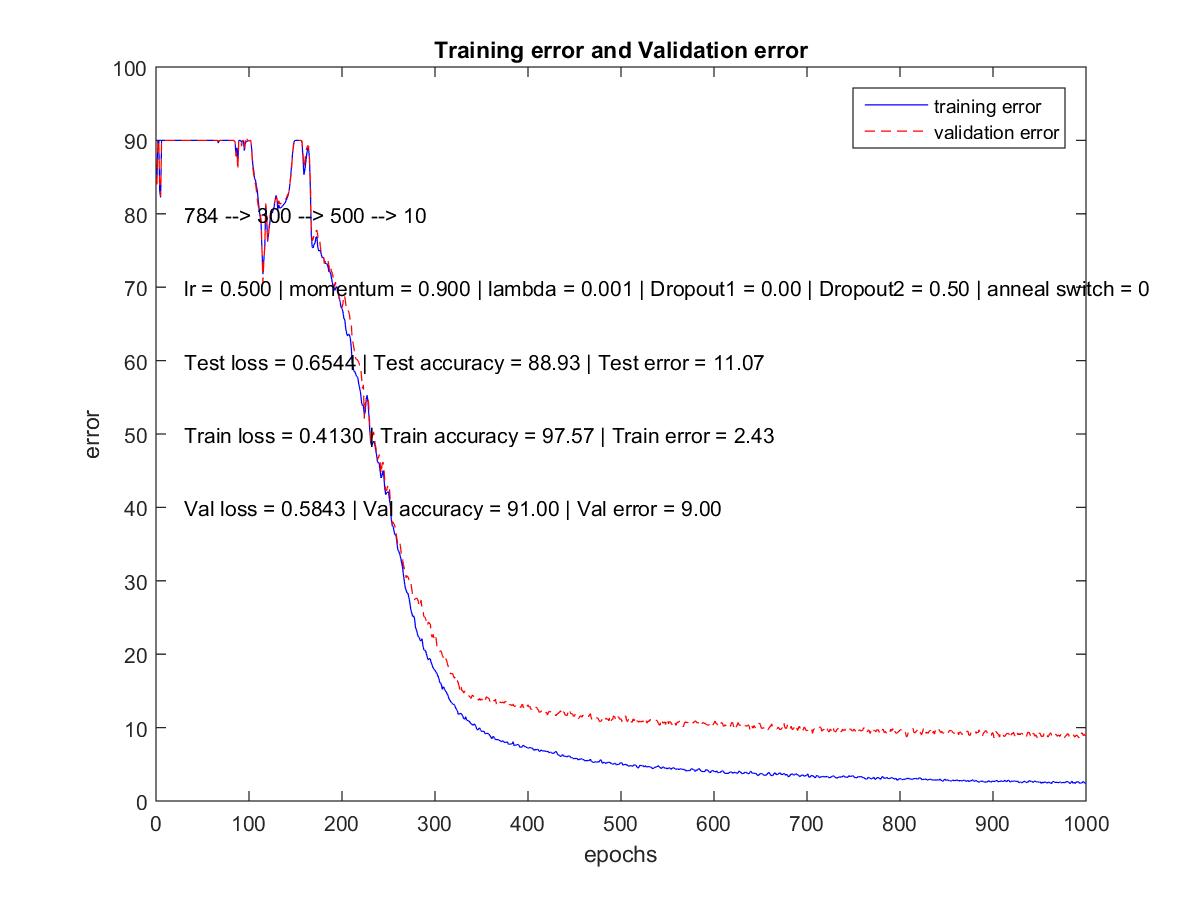 Training error and Validation error
100
90
80
70
60
50
40
30
20
10
0
error
training error
validation error
784 --> 300 --> 500 --> 10
lr = 0.500 | momentum = 0.900 | lambda = 0.001 | Dropout1 = 0.00 | Dropout2 = 0.50 | anneal switch = 0
Test loss = 0.6544 | Test accuracy = 88.93 | Test error = 11.07
Train loss = 0.4130 | Train accuracy = 97.57 | Train error = 2.43
Val loss = 0.5843 | Val accuracy = 91.00 | Val error = 9.00
0 100 200 300 400 500 600 700 800 900 1000
epochs